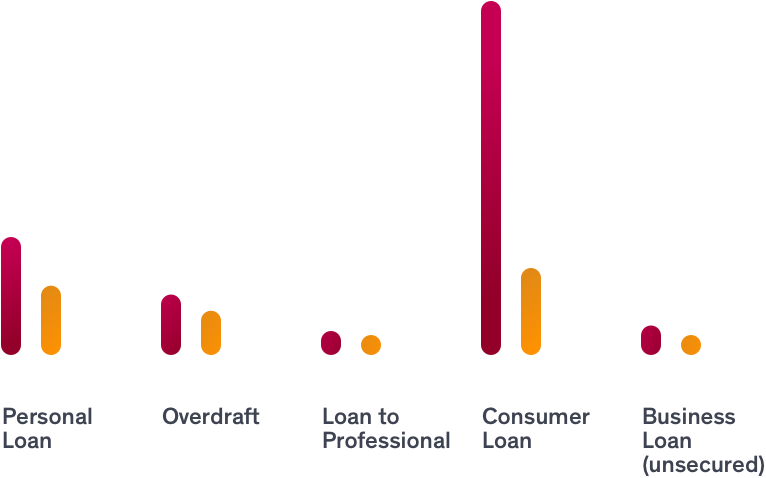 Personal
Loan
Overdraft
Loan to
Professional
Consumer
Loan
Business
Loan
(unsecured)